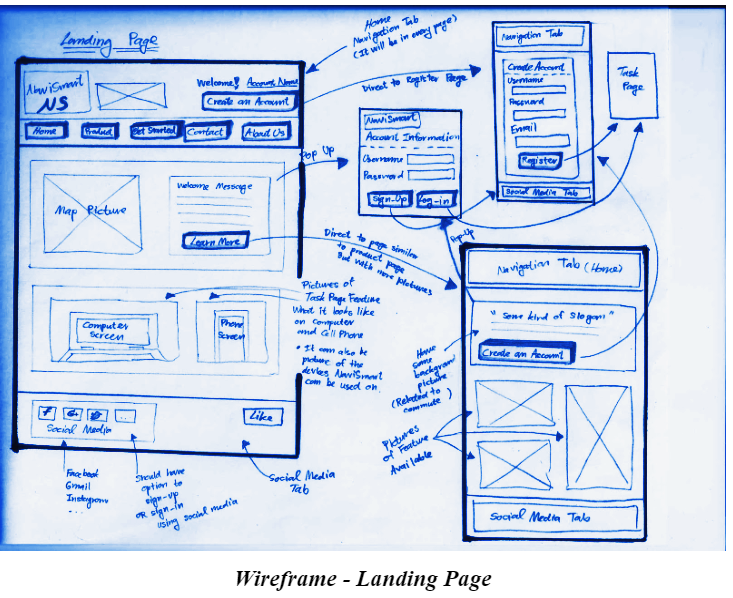 Landing Page
Home
Navigation Tab
(It will be in every page)
NaviSmart
NS
Welcome! Account Name
Create an Account
Home
Product
Get Started
Contact
About Us
Map Picture
Welcome Message
Learn More
Computer
Screen
Phone
Screen
Social Media
Like
Facebook
Gmail
Instagram
...
Should have
option to
sign-up
OR sign-in
using social media
Social Media
Tab
Direct to Register Page
Pop Up
NaviSmart
Account Information
Username
Password
Sign-Up
Log-in
Navigation Tab
Create Account
Username
Password
Email
Register
Social Media Tab
Task
Page
Direct to page similar
to product page
But with more pictures
Pop Up
Pictures of
Task Page Feature
What it looks like
on computer
and Cell Phone
• It can also be
picture of the
devices NaviSmart
can be used on.
Navigation Tab (Home)
"Some kind of Slogan"
Create an Account
Have
some
background
picture
(Related to
commute)
Pictures
of Feature
Available
Social Media Tab
Wireframe - Landing Page